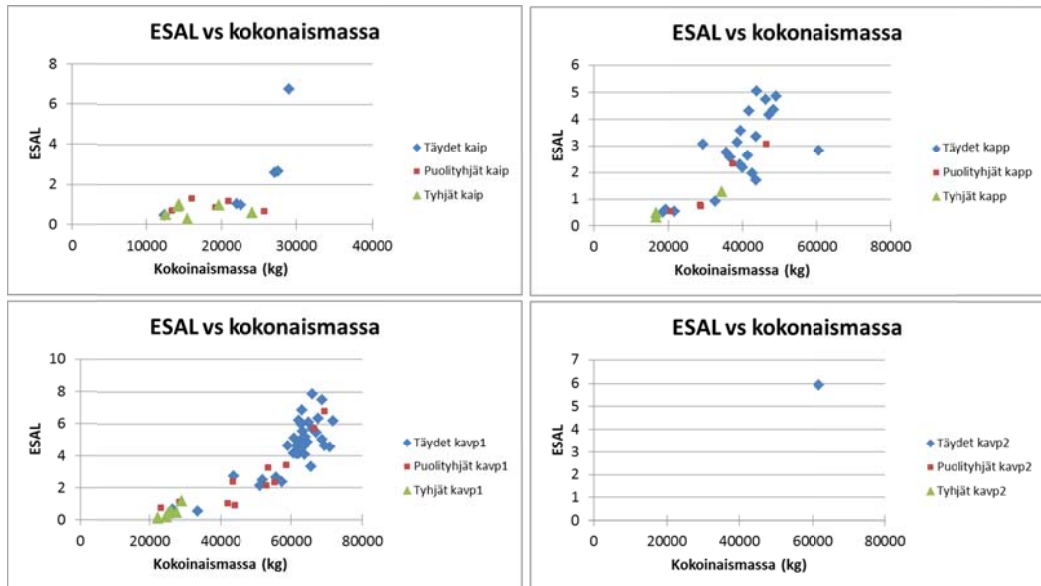 ESAL vs kokonaismassa
8
6
4
2
0
ESAL
0 10000 20000 30000 40000
Kokoinaismassa (kg)
Täydet kaip
Puolityhjät kaip
Tyhjät kaip
ESAL vs kokonaismassa
6
5
4
3
2
1
0
ESAL
0 20000 40000 60000 80000
Kokoinaismassa (kg)
Täydet kapp
Puolityhjät kapp
Tyhjät kapp
ESAL vs kokonaismassa
10
8
6
4
2
0
ESAL
0 20000 40000 60000 80000
Kokoinaismassa (kg)
Täydet kavp1
Puolityhjät kavp1
Tyhjät kavp1
ESAL vs kokonaismassa
7
6
5
4
3
2
1
0
ESAL
0 20000 40000 60000 80000
Kokoinaismassa (kg)
Täydet kavp2
Puolityhjät kavp2
Tyhjät kavp2